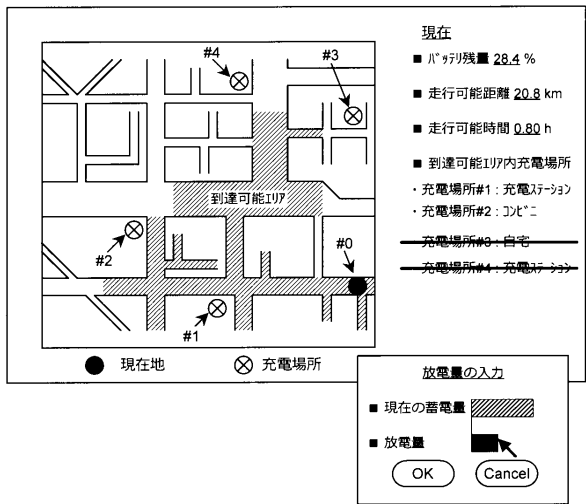 #4
#3
到達可能ｴﾘｱ
#2
#0
#1
現在地
充電場所
現在
■ ﾊﾞｯﾃﾘ残量 28.4 %
■ 走行可能距離 20.8 km
■ 走行可能時間 0.80 h
■ 到達可能ｴﾘｱ内充電場所
・充電場所#1：充電ｽﾃｰｼｮﾝ
・充電場所#2：ｺﾝﾋﾞﾆ
・充電場所#3：自宅
・充電場所#4：充電ｽﾃｰｼｮﾝ
放電量の入力
■ 現在の蓄電量
■ 放電量
OK
Cancel